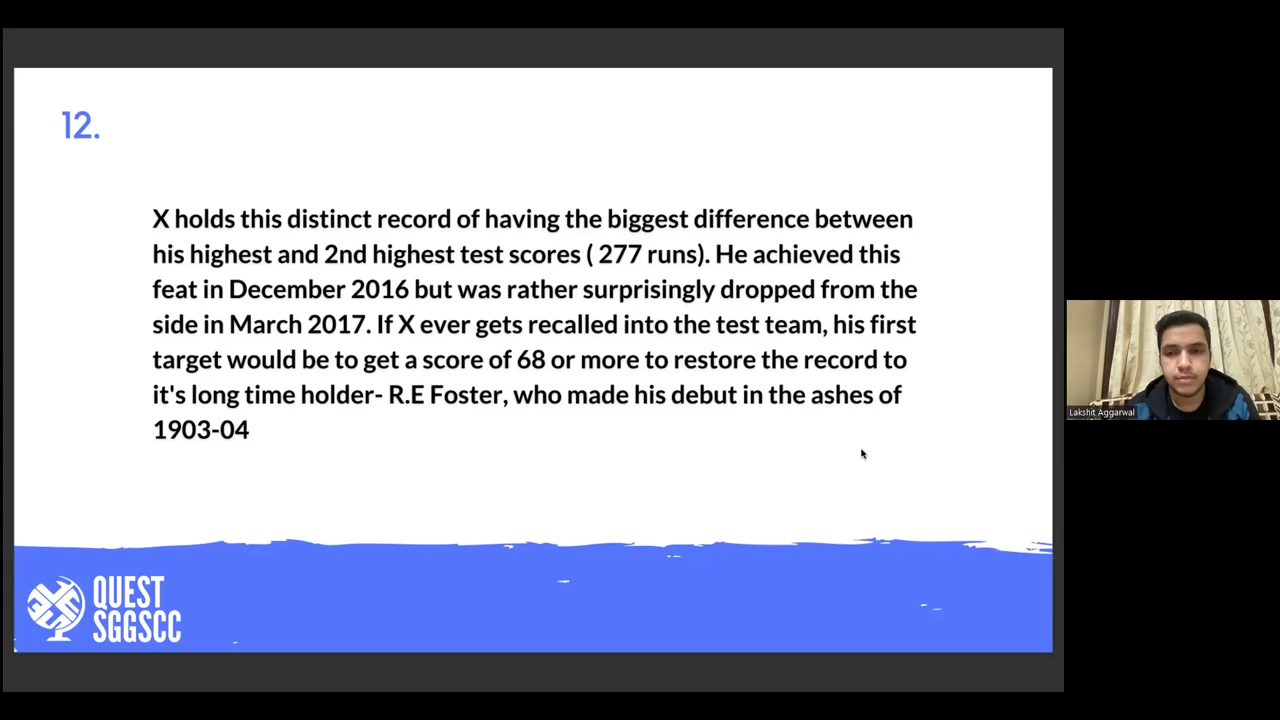 12.
X holds this distinct record of having the biggest difference between
his highest and 2nd highest test scores ( 277 runs). He achieved this
feat in December 2016 but was rather surprisingly dropped from the
side in March 2017. If X ever gets recalled into the test team, his first
target would be to get a score of 68 or more to restore the record to
it's long time holder- R.E Foster, who made his debut in the ashes of
1903-04
QUEST
SGGSCC
Lakshit Aggarwal